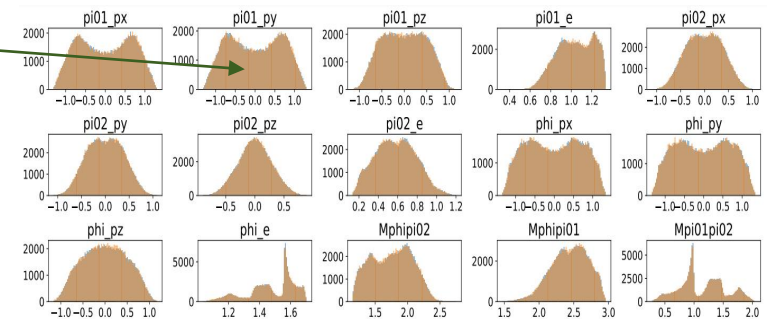 pi01_px pi01_py pi01_pz pi01_e pi02_px
2000 2000 2000 2000 2000
1000 1000 1000 1000
0 0 0 0 0
−1.0−0.5 0.0 0.5 1.0 −1.0−0.5 0.0 0.5 1.0 −1.0−0.5 0.0 0.5 1.0 0.4 0.6 0.8 1.0 1.2 −1.0 −0.5 0.0 0.5 1.0
pi02_py pi02_pz pi02_e phi_px phi_py
2000 2000 2000 1000 1000
1000 1000
0 0 0 0 0
−1.0 −0.5 0.0 0.5 1.0 −0.5 0.0 0.5 0.2 0.4 0.6 0.8 1.0 1.2 −1.0−0.5 0.0 0.5 1.0 −1.0−0.5 0.0 0.5 1.0
phi_pz phi_e Mphipi02 Mphipi01 Mpi01pi02
2000 5000 2000 2000 5000
1000 1000 2500
0 0 0 0 0
−1.0−0.5 0.0 0.5 1.0 1.2 1.4 1.6 1.5 2.0 2.5 1.5 2.0 2.5 3.0 0.5 1.0 1.5 2.0